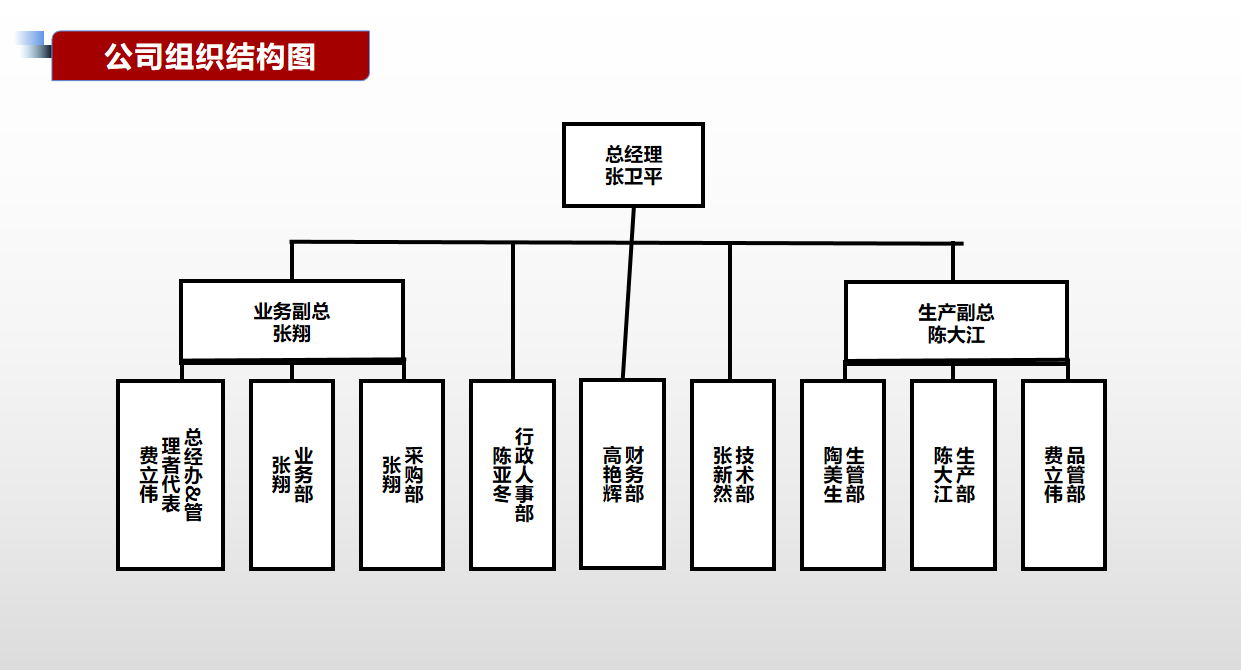 公司组织结构图
总经理
张卫平
业务副总
张翔
生产副总
陈大江
总经办&管
理者代表
费立伟
业务部
张翔
采购部
张翔
行政人事部
陈亚冬
财务部
高艳辉
技术部
张新然
生管部
陶美生
生产部
陈大江
品管部
费立伟